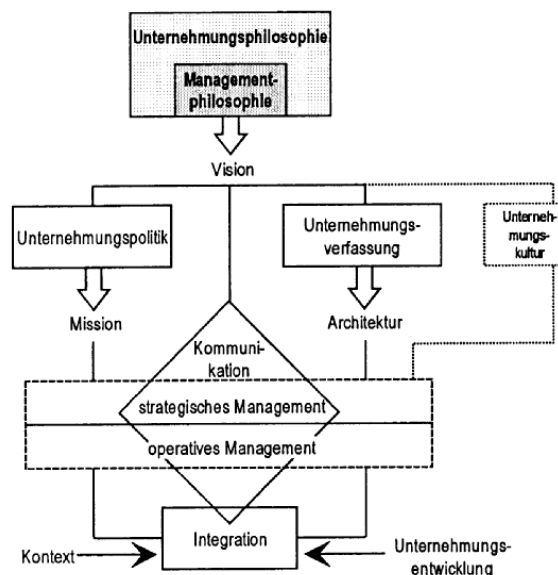 Unternehmungsphilosophie
Management-
philosophie
Vision
Unternehmungspolitik
Unternehmungs-
verfassung
Unterneh-
mungs-
kultur
Mission
Architektur
Kommuni-
kation
strategisches Management
operatives Management
Integration
Kontext
Unternehmungs-
entwicklung